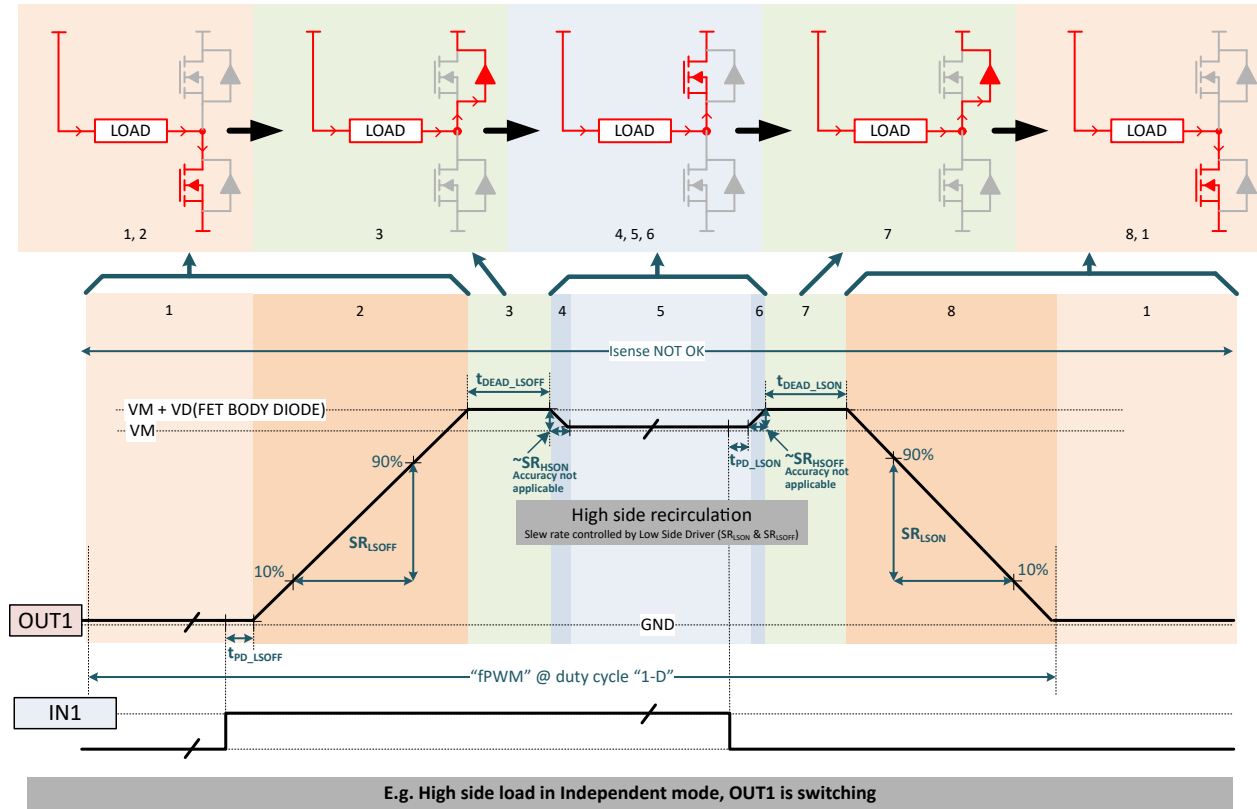 LOAD
LOAD
LOAD
LOAD
LOAD
1, 2
3
4, 5, 6
7
8, 1
1
2
3
4
5
6
7
8
1
Isense NOT OK
tDEAD_LSOFF
tDEAD_LSON
VM + VD(FET BODY DIODE)
VM
90%
~SRHSON
Accuracy not
applicable
tPD_LSON
~SRHSOFF
Accuracy not
applicable
90%
High side recirculation
Slew rate controlled by Low Side Driver (SRLSON & SRLSOFF)
SRLSOFF
SRLSON
10%
10%
OUT1
GND
tPD_LSOFF
"fPWM" @ duty cycle "1-D"
IN1
E.g. High side load in Independent mode, OUT1 is switching